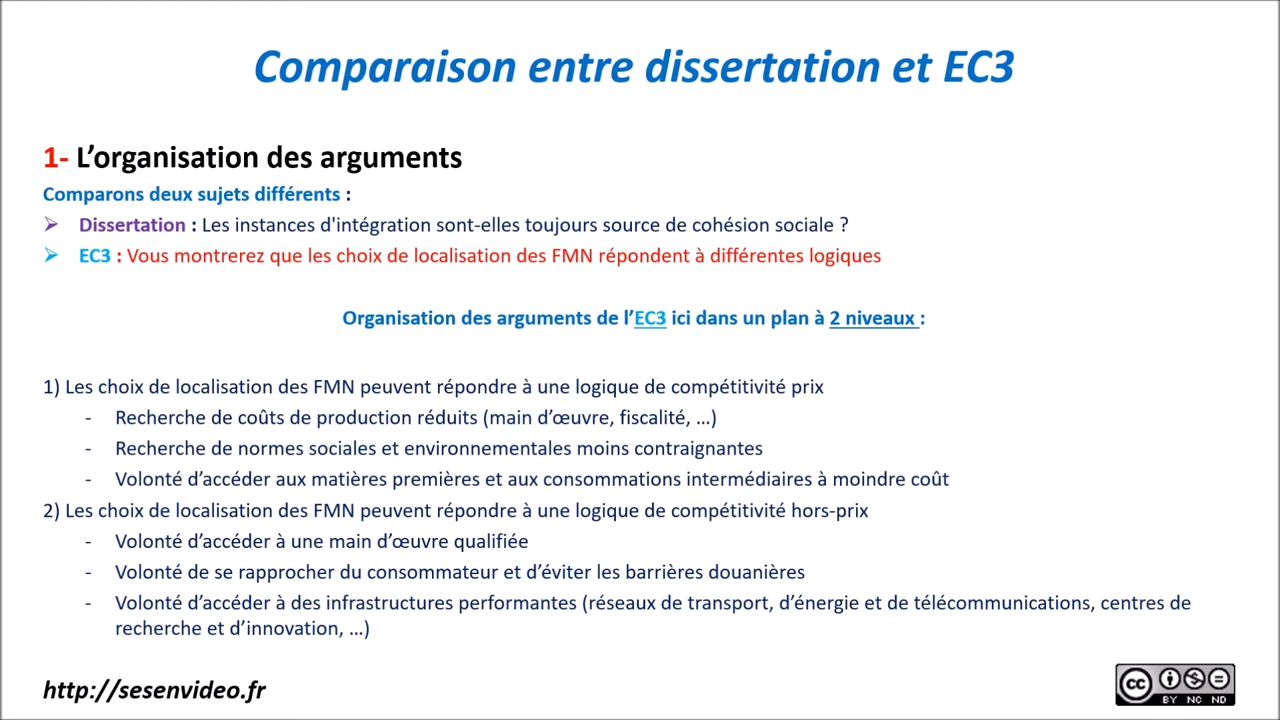 Comparaison entre dissertation et EC3
1- L’organisation des arguments
Comparons deux sujets différents :
➢ Dissertation : Les instances d'intégration sont-elles toujours source de cohésion sociale ?
➢ EC3 : Vous montrerez que les choix de localisation des FMN répondent à différentes logiques
Organisation des arguments de l’EC3 ici dans un plan à 2 niveaux :
1) Les choix de localisation des FMN peuvent répondre à une logique de compétitivité prix
- Recherche de coûts de production réduits (main d’œuvre, fiscalité, …)
- Recherche de normes sociales et environnementales moins contraignantes
- Volonté d’accéder aux matières premières et aux consommations intermédiaires à moindre coût
2) Les choix de localisation des FMN peuvent répondre à une logique de compétitivité hors-prix
- Volonté d’accéder à une main d’œuvre qualifiée
- Volonté de se rapprocher du consommateur et d’éviter les barrières douanières
- Volonté d’accéder à des infrastructures performantes (réseaux de transport, d’énergie et de télécommunications, centres de
recherche et d’innovation, …)
http://sesenvideo.fr
cc
BY NC ND